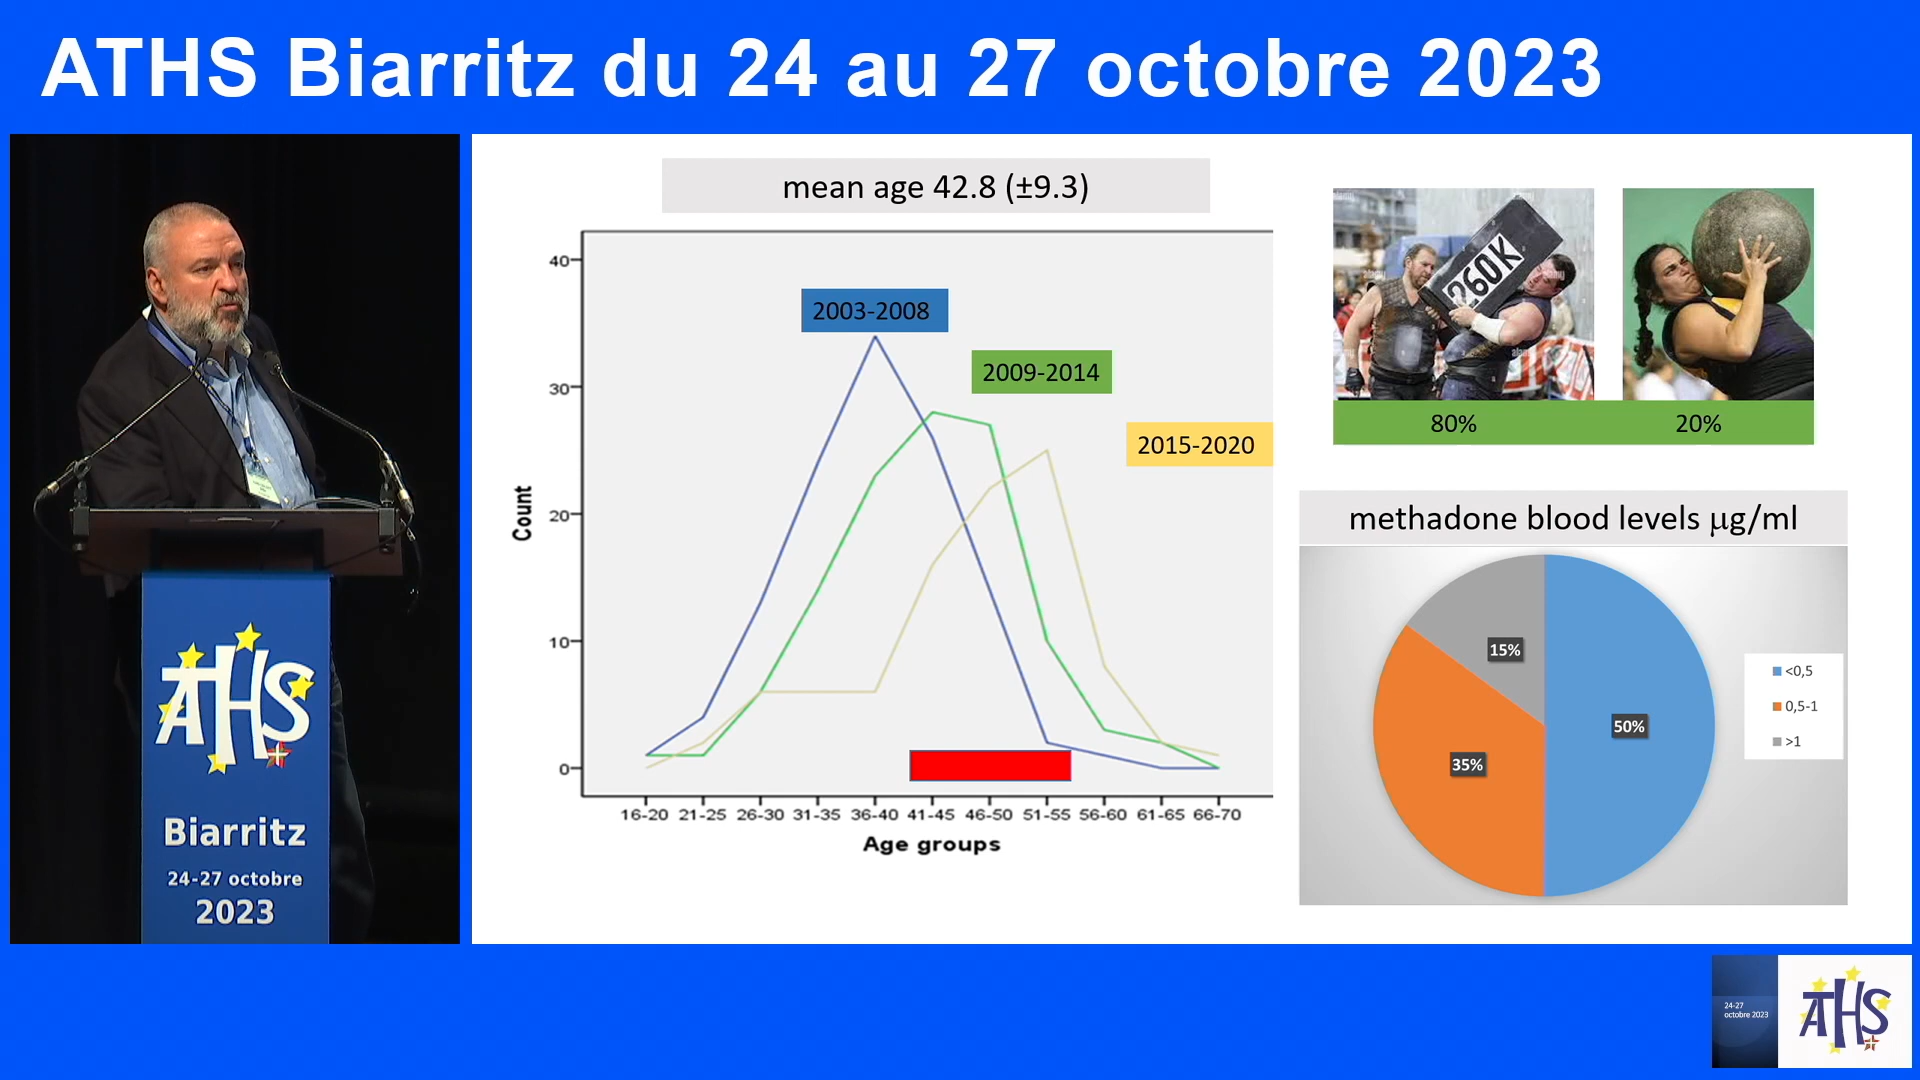 ATHS Biarritz du 24 au 27 octobre 2023
ATHS
Biarritz
24-27 octobre
2023
mean age 42.8 (±9.3)
40
30
20
10
0
Count
2003-2008
2009-2014
2015-2020
16-20 21-25 26-30 31-35 36-40 41-45 46-50 51-55 56-60 61-65 66-70
Age groups
260K
alamy
80%
20%
methadone blood levels µg/ml
15%
50%
35%
<0,5
0,5-1
>1
24-27
octobre 2023
ATHS